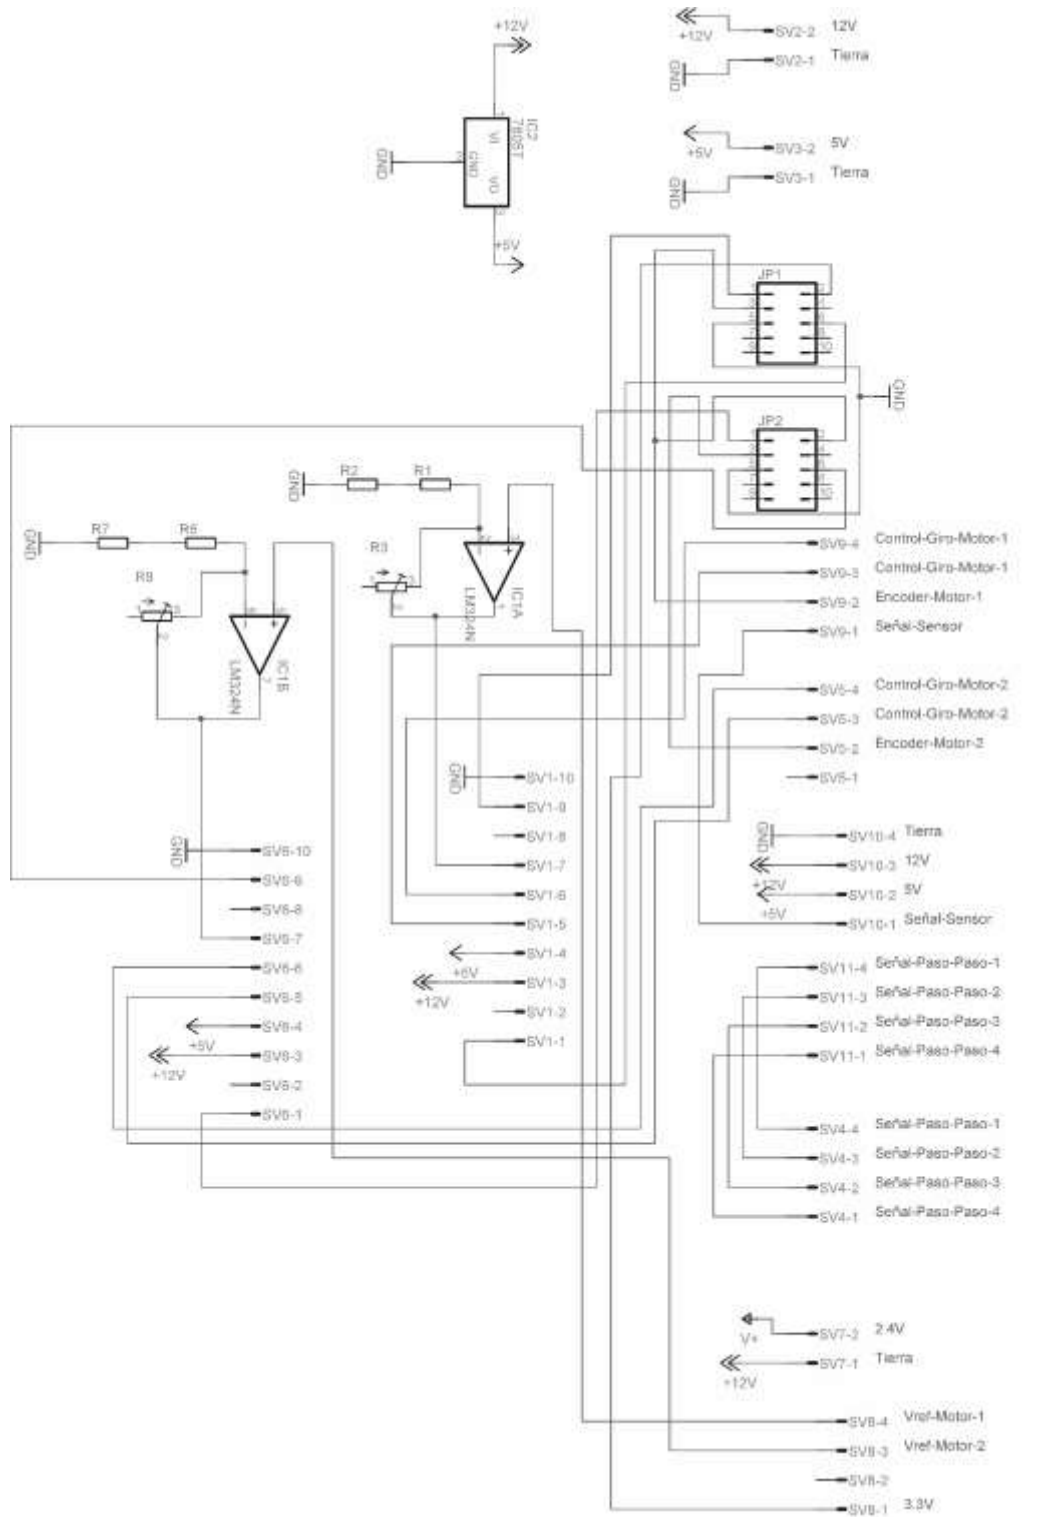 +12V
+12V
SV2-2 12V
SV2-1 Tierra
GND
IC2
7805T
VI
GND
VO
1
2
3
GND
+5V
+5V
SV3-2 5V
SV3-1 Tierra
GND
JP1
GND
JP2
GND
R2
R1
GND
R7
R6
R3
R9
IC1A
LM324N
IC1B
LM324N
SV9-4 Control-Giro-Motor-1
SV9-3 Control-Giro-Motor-1
SV9-2 Encoder-Motor-1
SV9-1 Señal-Sensor
SV5-4 Control-Giro-Motor-2
SV5-3 Control-Giro-Motor-2
SV5-2 Encoder-Motor-2
SV5-1
GND
SV1-10
SV1-9
SV1-8
SV1-7
SV1-6
SV1-5
SV1-4
+5V
SV1-3
+12V
SV1-2
SV1-1
GND
SV6-10
SV6-9
SV6-8
SV6-7
SV6-6
SV6-5
SV6-4
+5V
SV6-3
+12V
SV6-2
SV6-1
GND
SV10-4 Tierra
SV10-3 12V
+12V
SV10-2 5V
+5V
SV10-1 Señal-Sensor
SV11-4 Señal-Paso-Paso-1
SV11-3 Señal-Paso-Paso-2
SV11-2 Señal-Paso-Paso-3
SV11-1 Señal-Paso-Paso-4
SV4-4 Señal-Paso-Paso-1
SV4-3 Señal-Paso-Paso-2
SV4-2 Señal-Paso-Paso-3
SV4-1 Señal-Paso-Paso-4
V+
SV7-2 2.4V
SV7-1 Tierra
+12V
SV8-4 Vref-Motor-1
SV8-3 Vref-Motor-2
SV8-2
SV8-1 3.3V